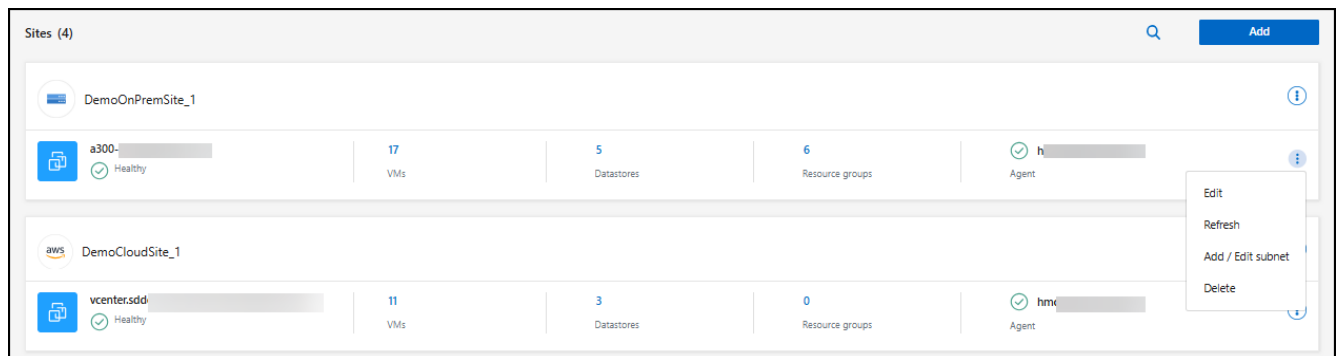 Sites (4)
Add
DemoOnPremSite_1
a300-
Healthy
17
VMs
5
Datastores
6
Resource groups
h
Agent
Edit
Refresh
Add / Edit subnet
Delete
aws
DemoCloudSite_1
vcenter.sdd
Healthy
11
VMs
3
Datastores
0
Resource groups
hm
Agent